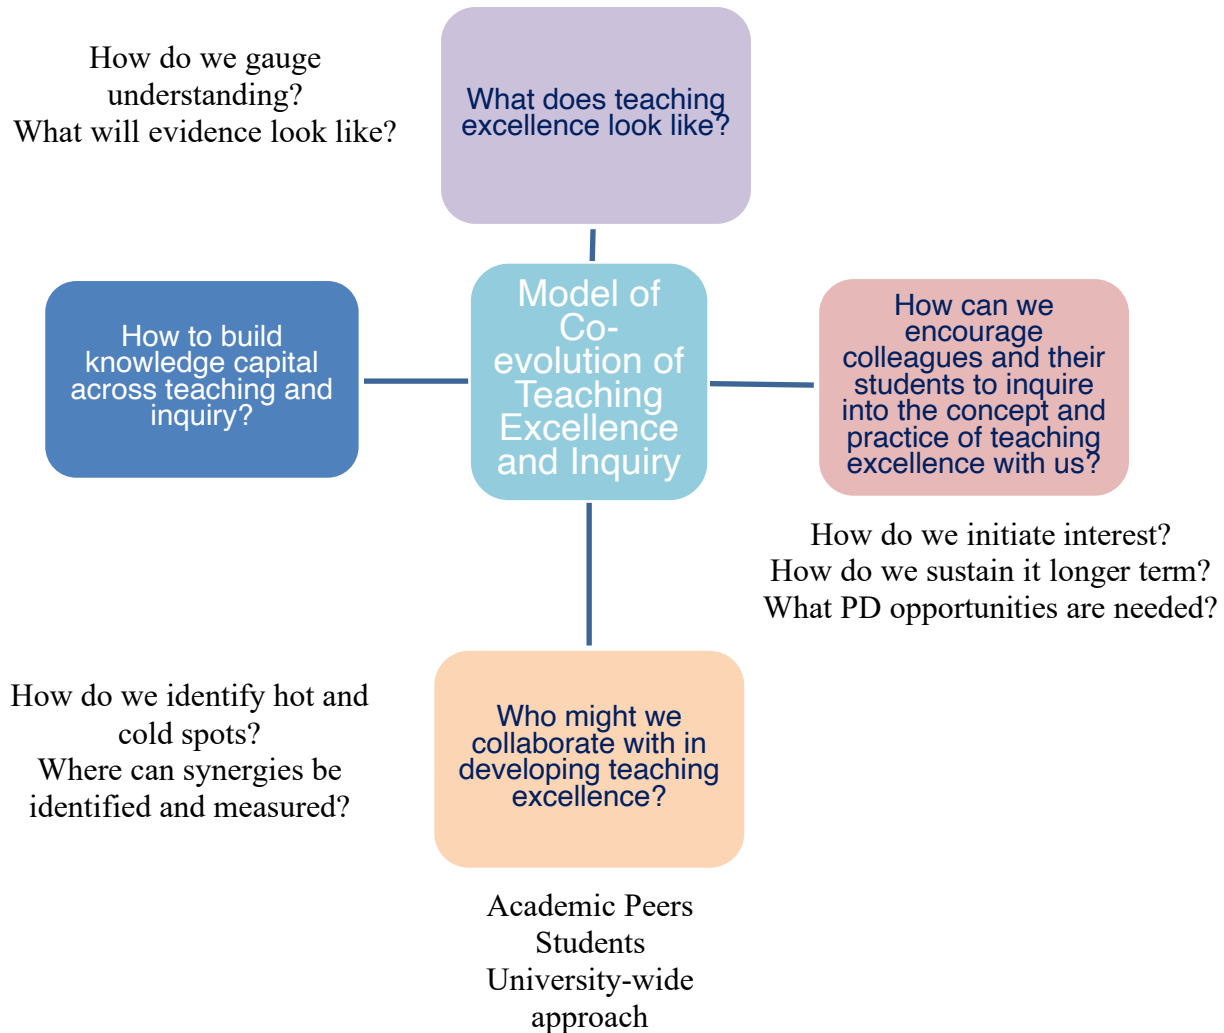 How do we gauge
understanding?
What will evidence look like?
What does teaching
excellence look like?
How to build
knowledge capital
across teaching and
inquiry?
Model of
Co-
evolution of
Teaching
Excellence
and Inquiry
How can we
encourage
colleagues and their
students to inquire
into the concept and
practice of teaching
excellence with us?
How do we initiate interest?
How do we sustain it longer term?
What PD opportunities are needed?
How do we identify hot and
cold spots?
Where can synergies be
identified and measured?
Who might we
collaborate with in
developing teaching
excellence?
Academic Peers
Students
University-wide
approach